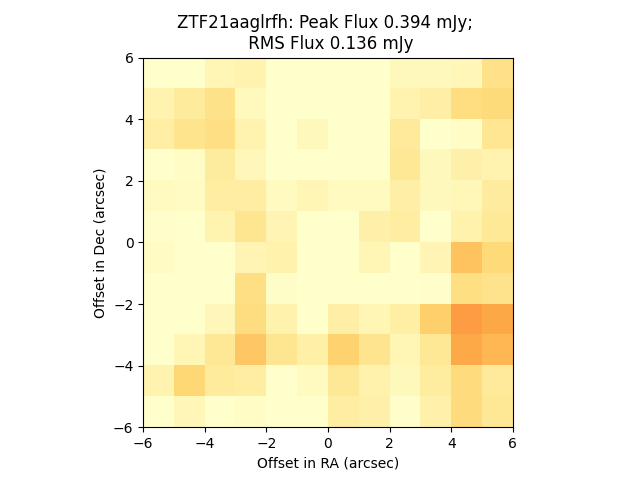 ZTF21aaglrfh: Peak Flux 0.394 mJy;
RMS Flux 0.136 mJy
6
4
2
0
−2
−4
−6
Offset in Dec (arcsec)
−6 −4 −2 0 2 4 6
Offset in RA (arcsec)